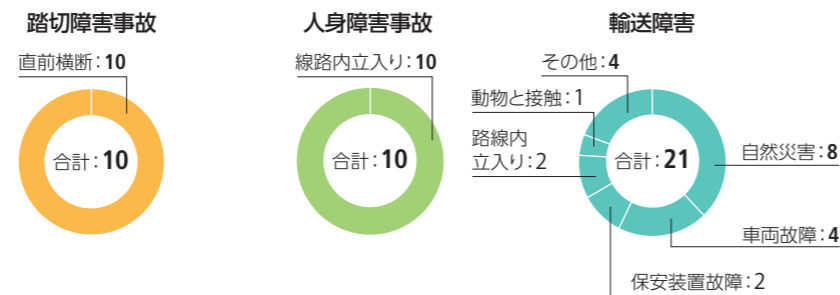 踏切障害事故
直前横断：10
合計：10
人身障害事故
線路内立入り：10
合計：10
輸送障害
その他：4
動物と接触：1
路線内
立入り：2
合計：21
自然災害：8
車両故障：4
保安装置故障：2